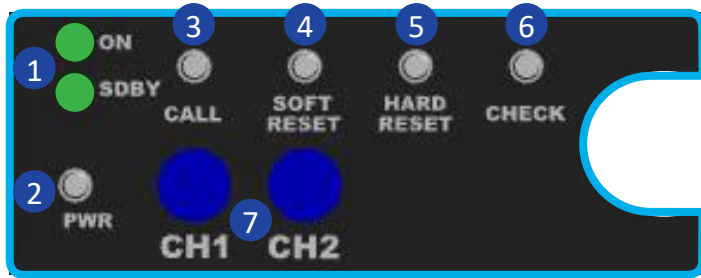 3
4
5
6
1
ON
SDBY
CALL
SOFT
RESET
HARD
RESET
CHECK
2
PWR
7
CH1
CH2